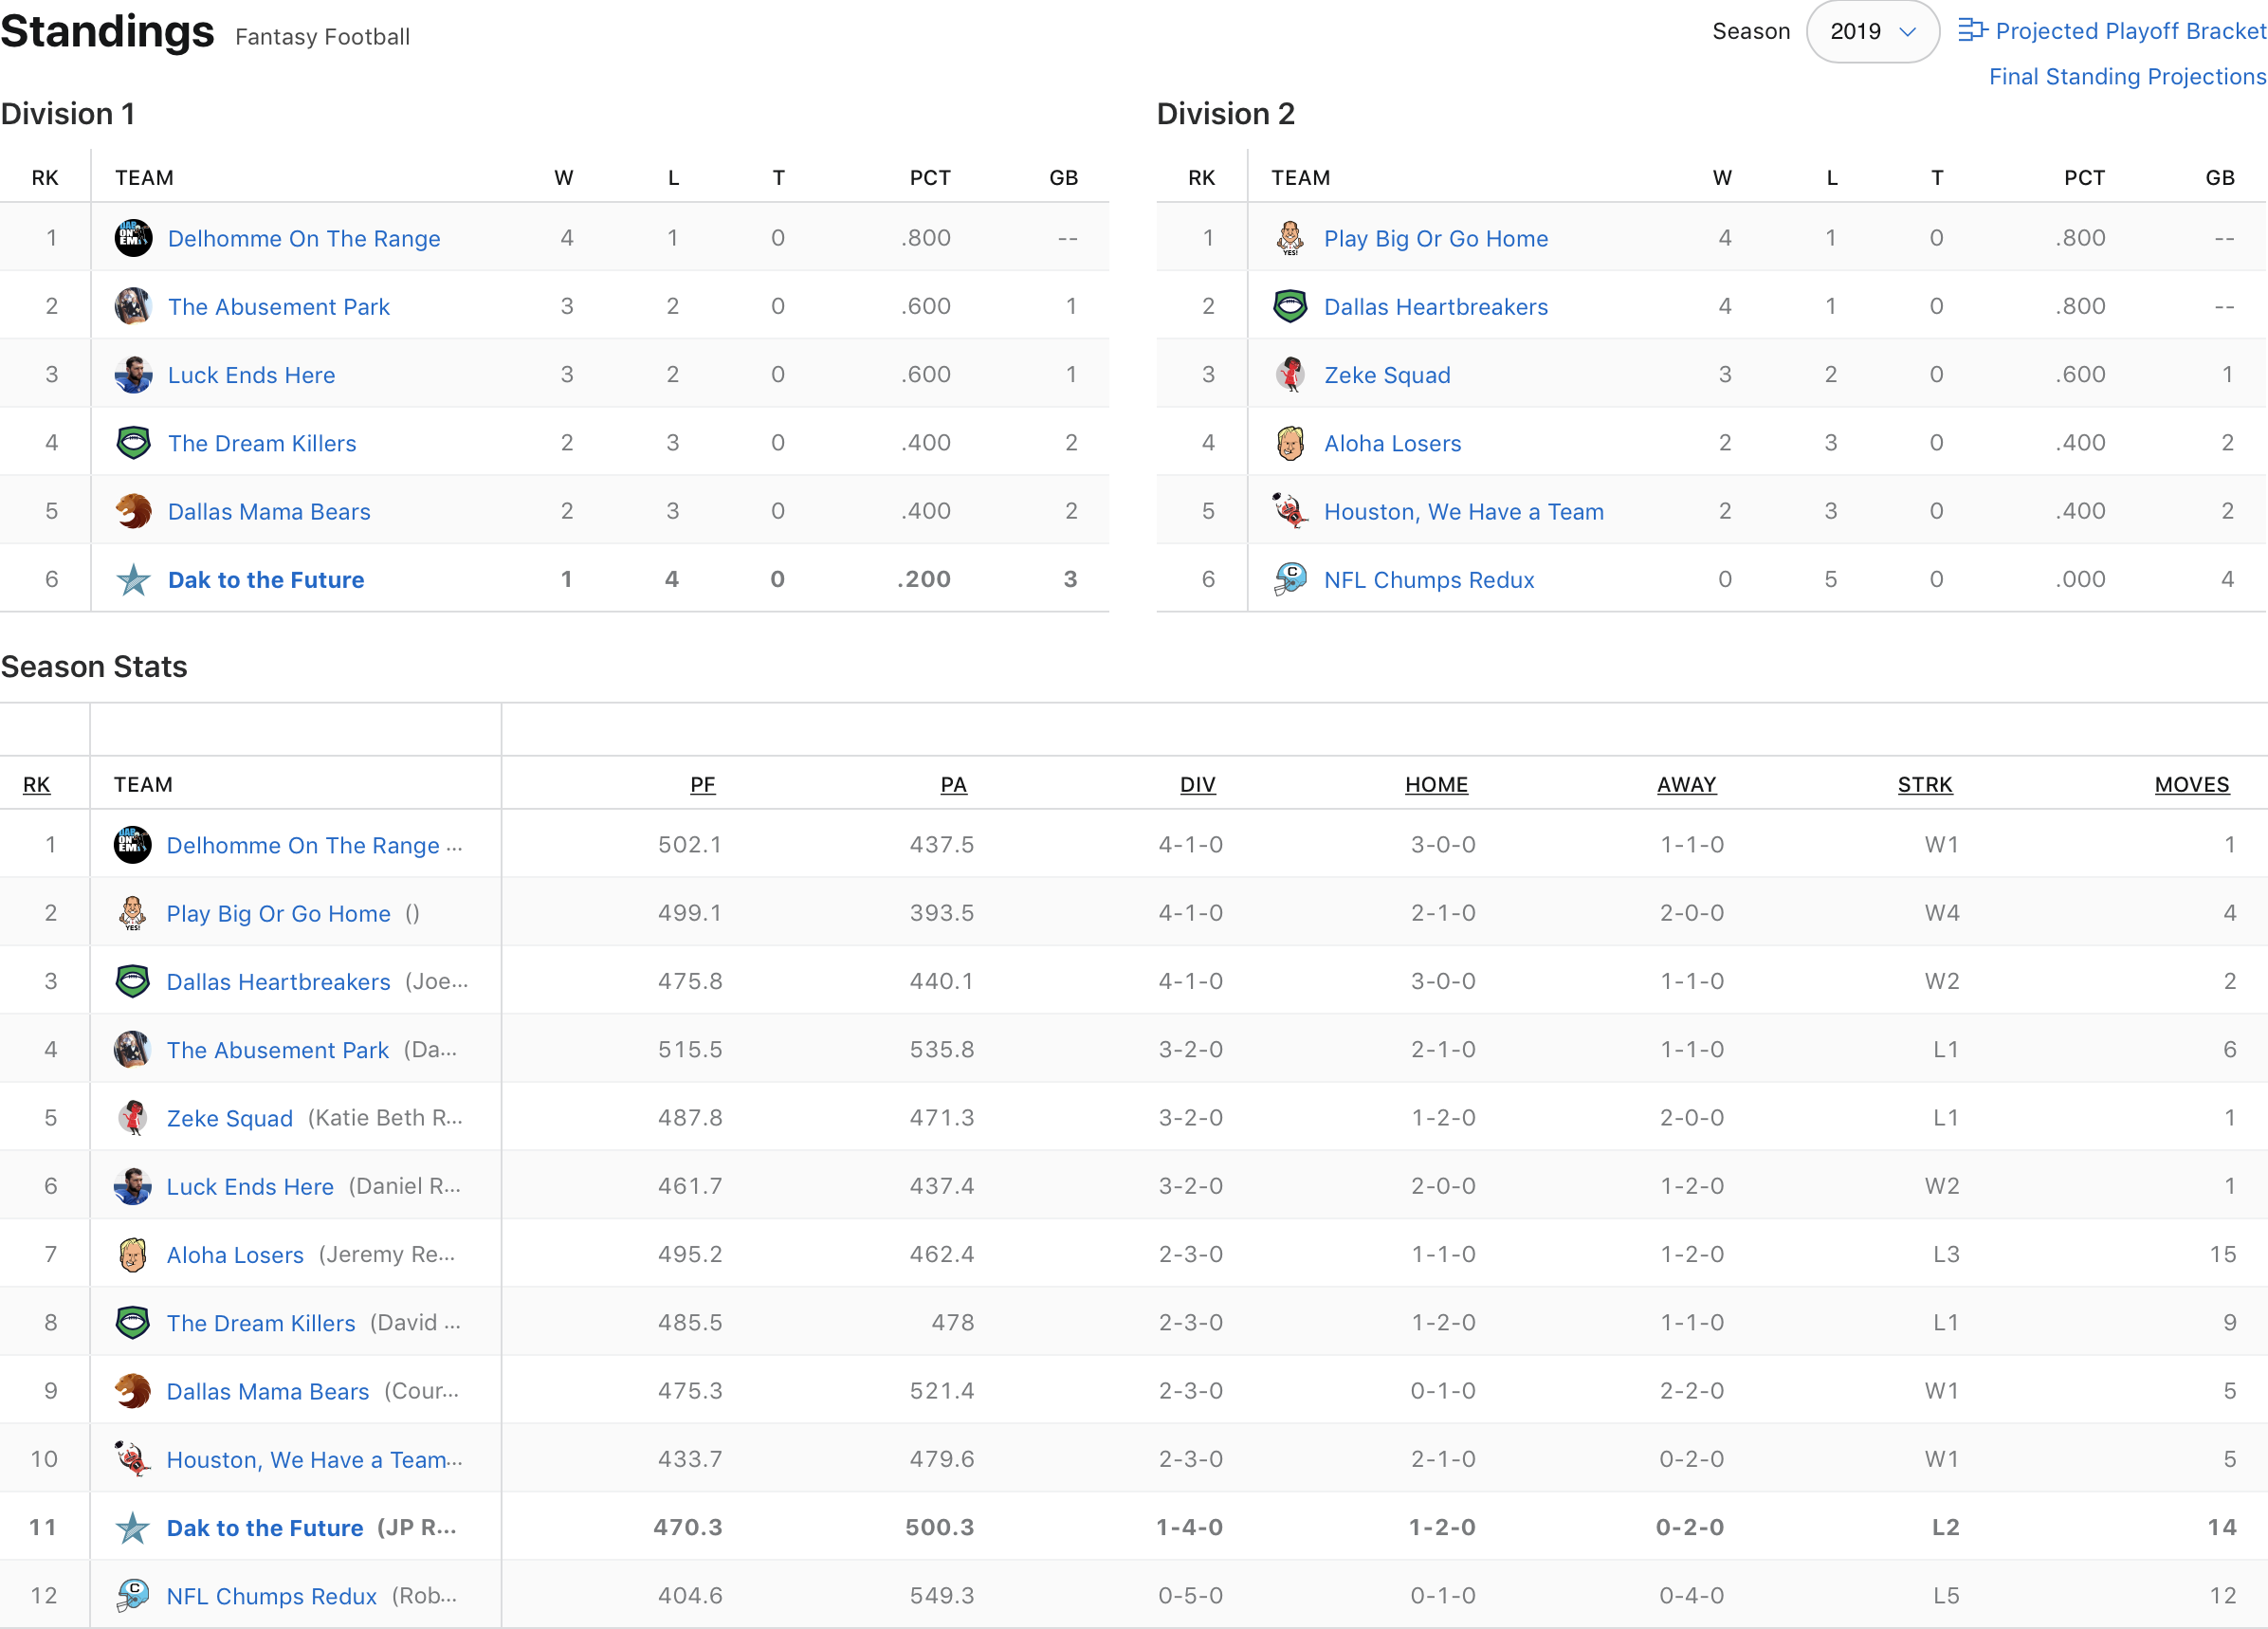 Standings Fantasy Football Season 2019 Projected Playoff Bracket
Final Standing Projections
Division 1
RK TEAM W L T PCT GB
1 Delhomme On The Range 4 1 0 .800 --
2 The Abusement Park 3 2 0 .600 1
3 Luck Ends Here 3 2 0 .600 1
4 The Dream Killers 2 3 0 .400 2
5 Dallas Mama Bears 2 3 0 .400 2
6 Dak to the Future 1 4 0 .200 3
Division 2
RK TEAM W L T PCT GB
1 Play Big Or Go Home 4 1 0 .800 --
2 Dallas Heartbreakers 4 1 0 .800 --
3 Zeke Squad 3 2 0 .600 1
4 Aloha Losers 2 3 0 .400 2
5 Houston, We Have a Team 2 3 0 .400 2
6 NFL Chumps Redux 0 5 0 .000 4
Season Stats
RK TEAM PF PA DIV HOME AWAY STRK MOVES
1 Delhomme On The Range ... 502.1 437.5 4-1-0 3-0-0 1-1-0 W1 1
2 Play Big Or Go Home () 499.1 393.5 4-1-0 2-1-0 2-0-0 W4 4
3 Dallas Heartbreakers (Joe... 475.8 440.1 4-1-0 3-0-0 1-1-0 W2 2
4 The Abusement Park (Da... 515.5 535.8 3-2-0 2-1-0 1-1-0 L1 6
5 Zeke Squad (Katie Beth R... 487.8 471.3 3-2-0 1-2-0 2-0-0 L1 1
6 Luck Ends Here (Daniel R... 461.7 437.4 3-2-0 2-0-0 1-2-0 W2 1
7 Aloha Losers (Jeremy Re... 495.2 462.4 2-3-0 1-1-0 1-2-0 L3 15
8 The Dream Killers (David ... 485.5 478 2-3-0 1-2-0 1-1-0 L1 9
9 Dallas Mama Bears (Cour... 475.3 521.4 2-3-0 0-1-0 2-2-0 W1 5
10 Houston, We Have a Team... 433.7 479.6 2-3-0 2-1-0 0-2-0 W1 5
11 Dak to the Future (JP R... 470.3 500.3 1-4-0 1-2-0 0-2-0 L2 14
12 NFL Chumps Redux (Rob... 404.6 549.3 0-5-0 0-1-0 0-4-0 L5 12